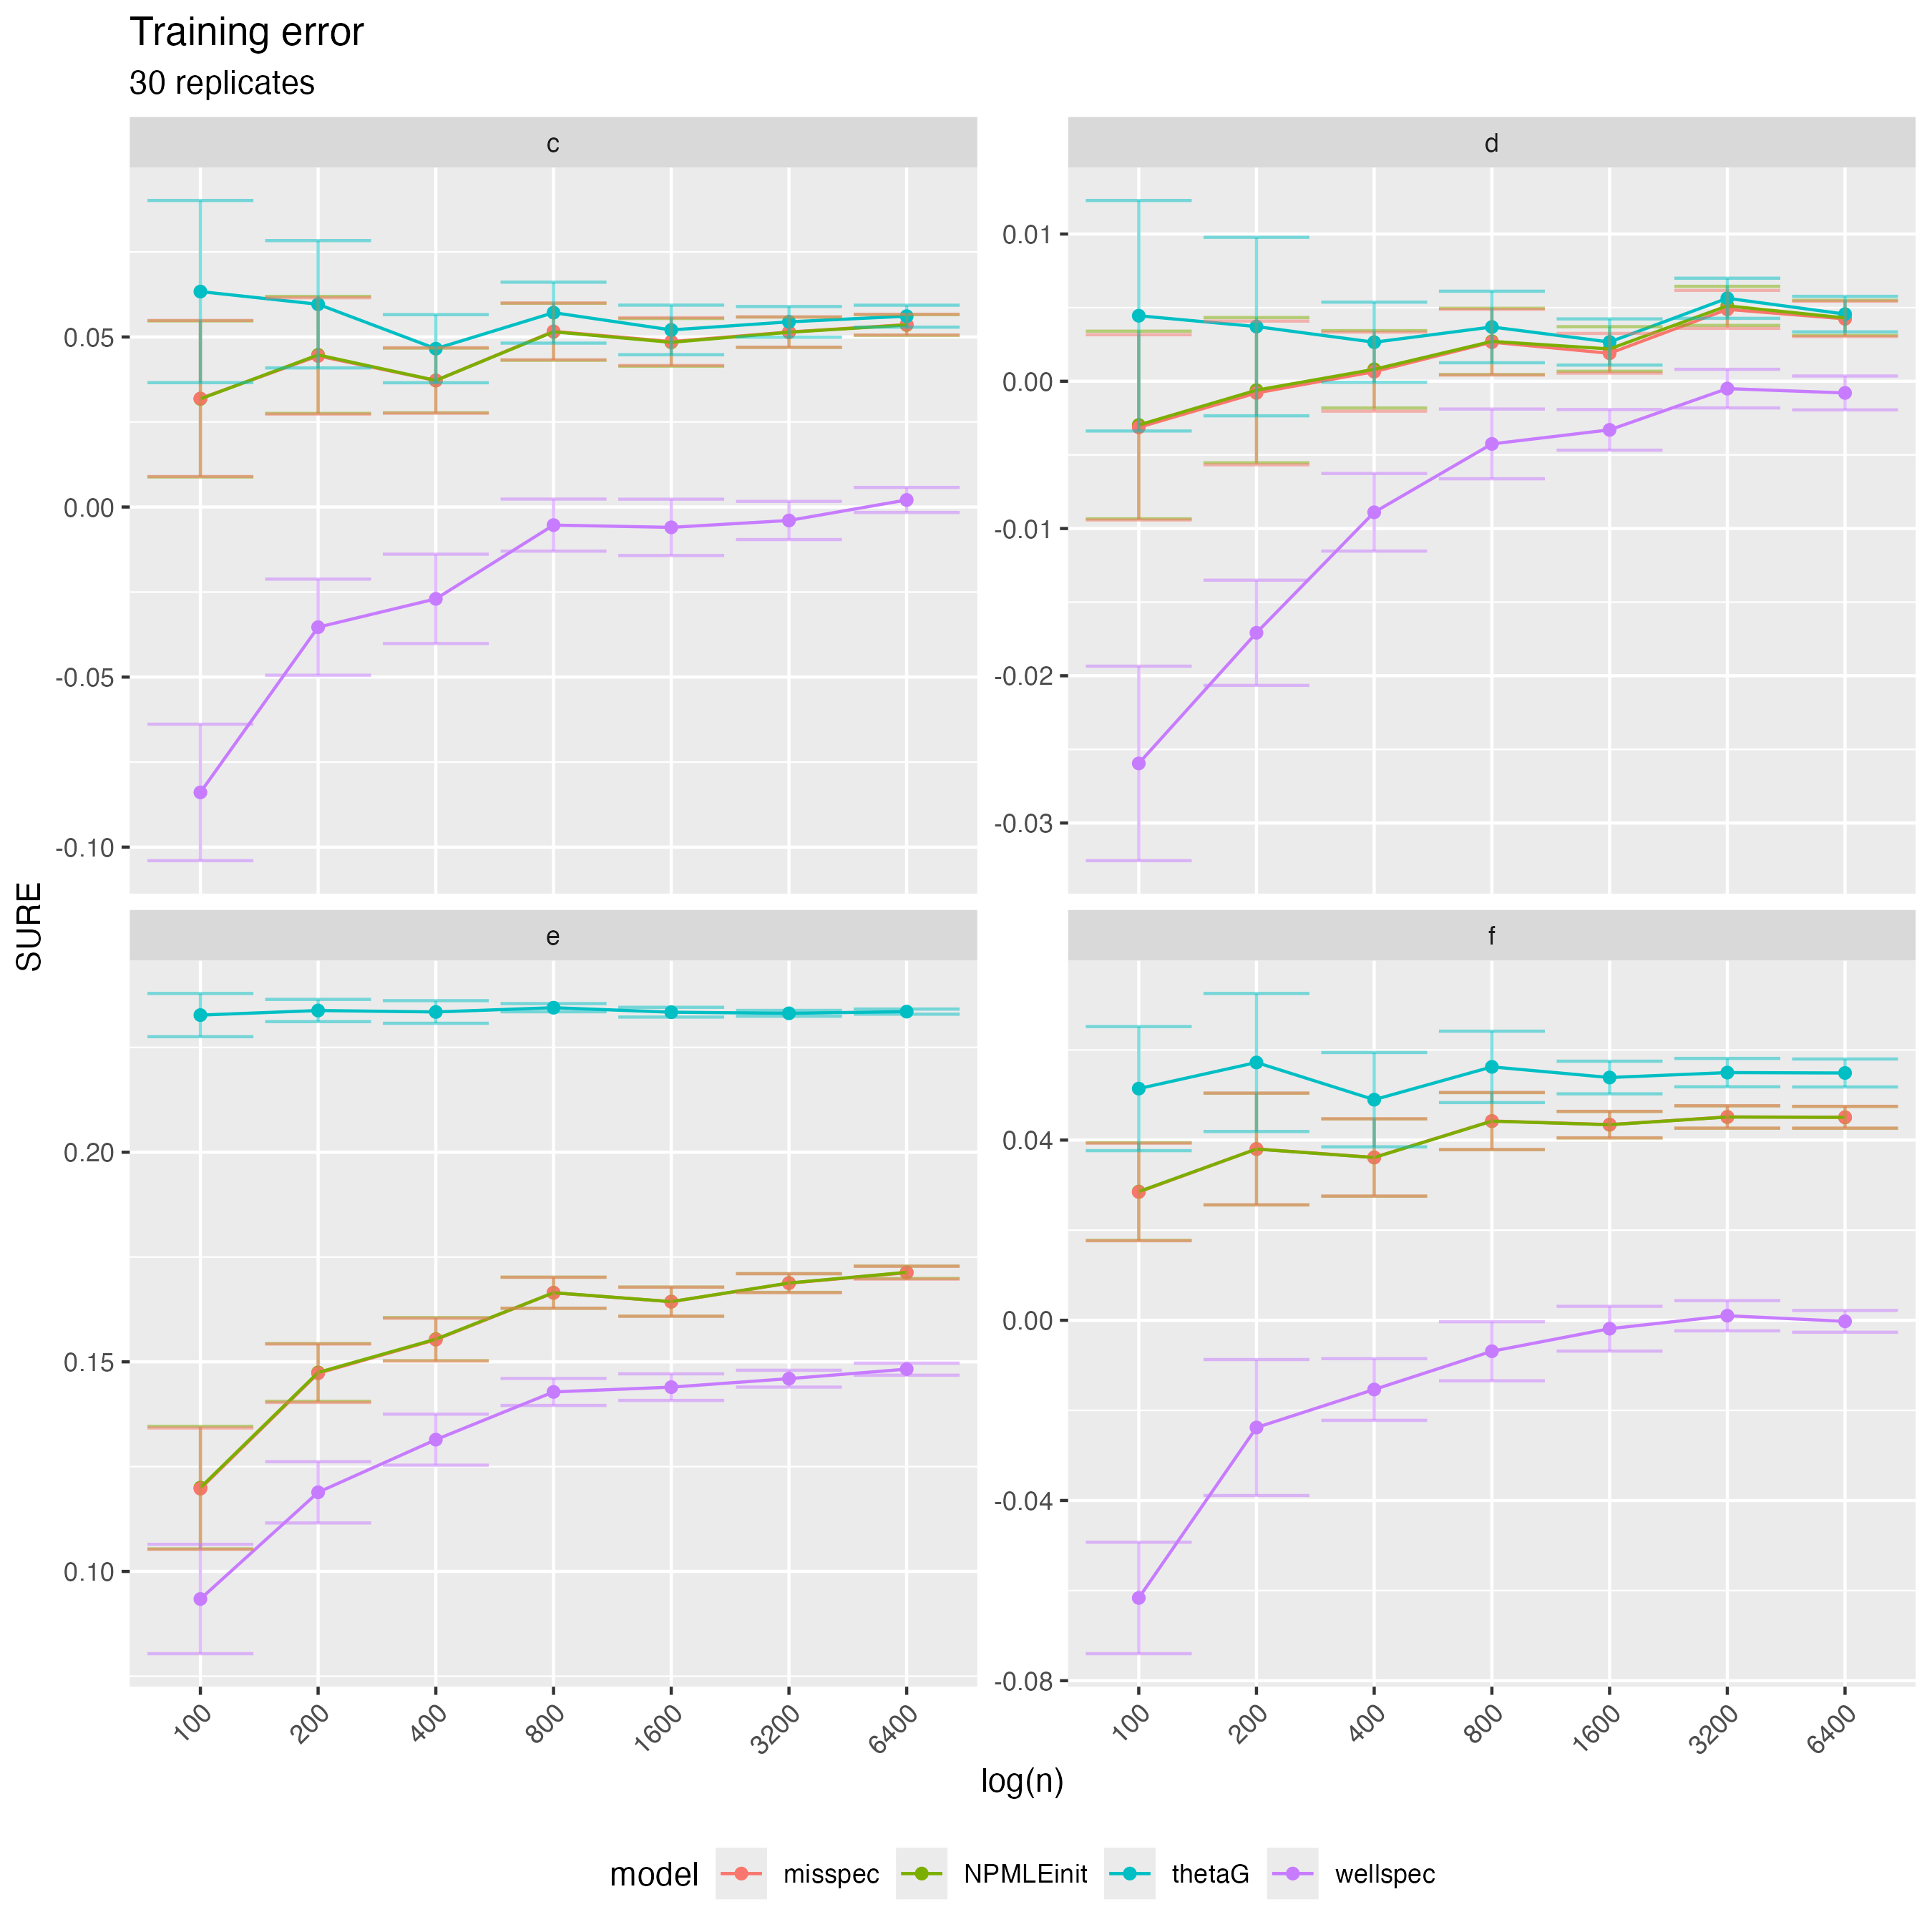 Training error
30 replicates
c
d
0.05
0.00
-0.05
-0.10
0.01
0.00
-0.01
-0.02
-0.03
SURE
e
f
0.20
0.15
0.10
0.04
0.00
-0.04
-0.08
100 200 400 800 1600 3200 6400
100 200 400 800 1600 3200 6400
log(n)
model misspec NPMLEinit thetaG wellspec